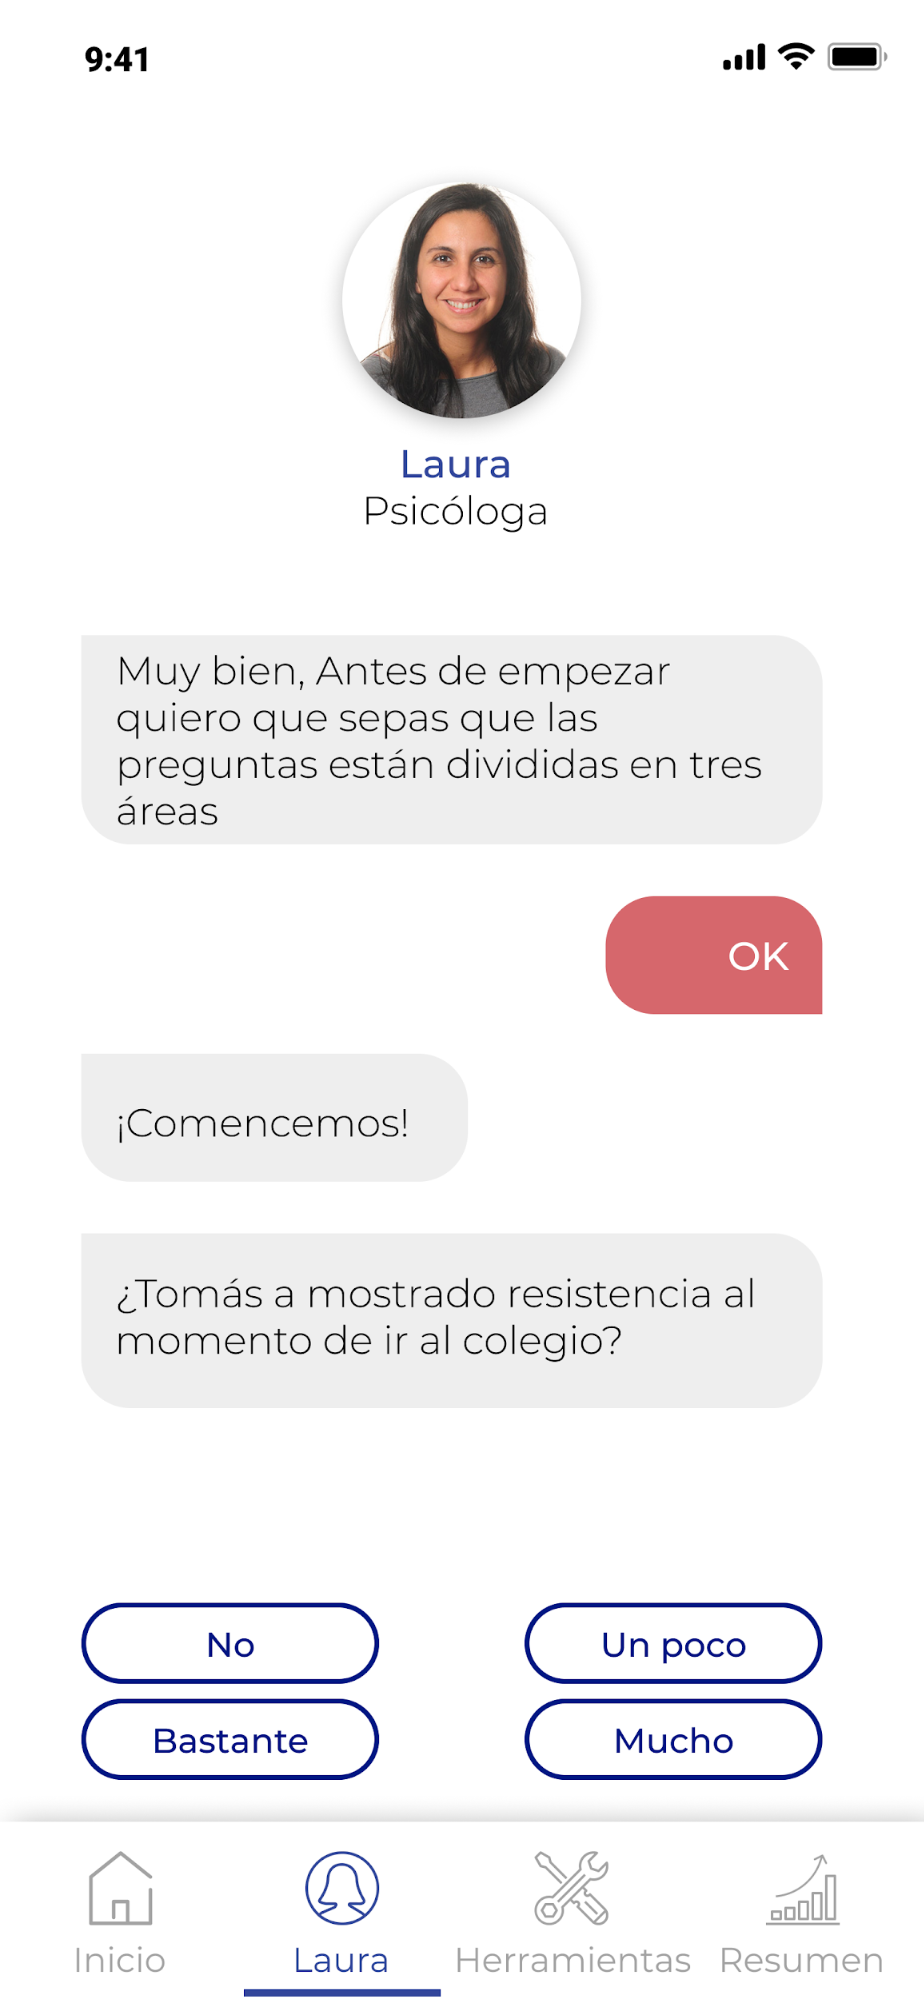 9:41
Laura
Psicóloga
Muy bien, Antes de empezar
quiero que sepas que las
preguntas están divididas en tres
áreas
OK
¡Comencemos!
¿Tomás a mostrado resistencia al
momento de ir al colegio?
No
Un poco
Bastante
Mucho
Inicio
Laura
Herramientas
Resumen